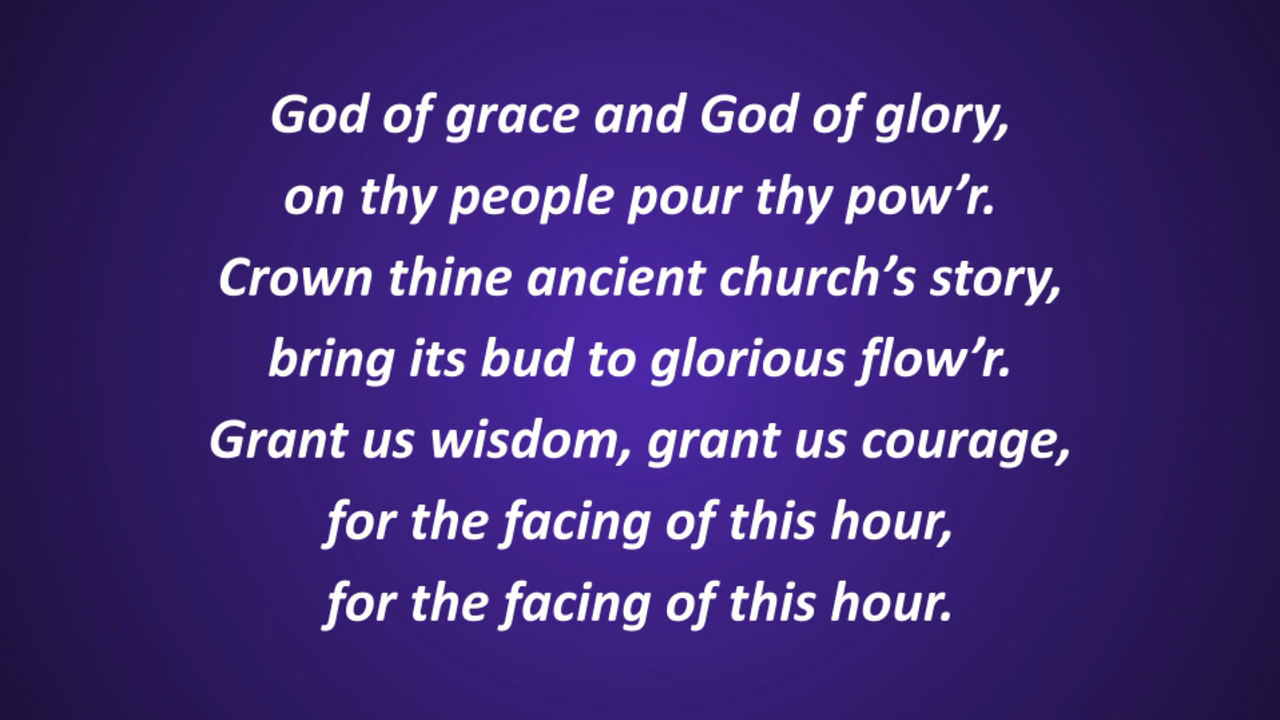 God of grace and God of glory,
on thy people pour thy pow’r.
Crown thine ancient church’s story,
bring its bud to glorious flow’r.
Grant us wisdom, grant us courage,
for the facing of this hour,
for the facing of this hour.